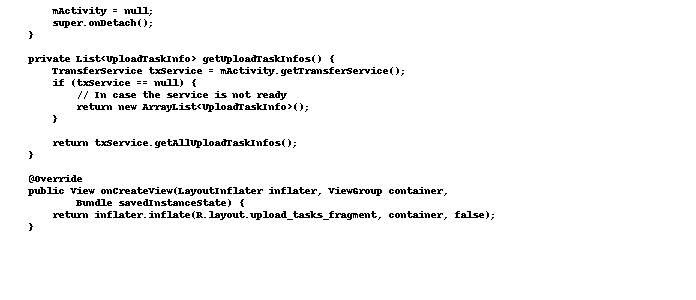 mActivity = null;
        super.onDetach();
    }

    private List<UploadTaskInfo> getUploadTaskInfos() {
        TransferService txService = mActivity.getTransferService();
        if (txService == null) {
            // In case the service is not ready
            return new ArrayList<UploadTaskInfo>();
        }

        return txService.getAllUploadTaskInfos();
    }

    @Override
    public View onCreateView(LayoutInflater inflater, ViewGroup container,
            Bundle savedInstanceState) {
        return inflater.inflate(R.layout.upload_tasks_fragment, container, false);
    }